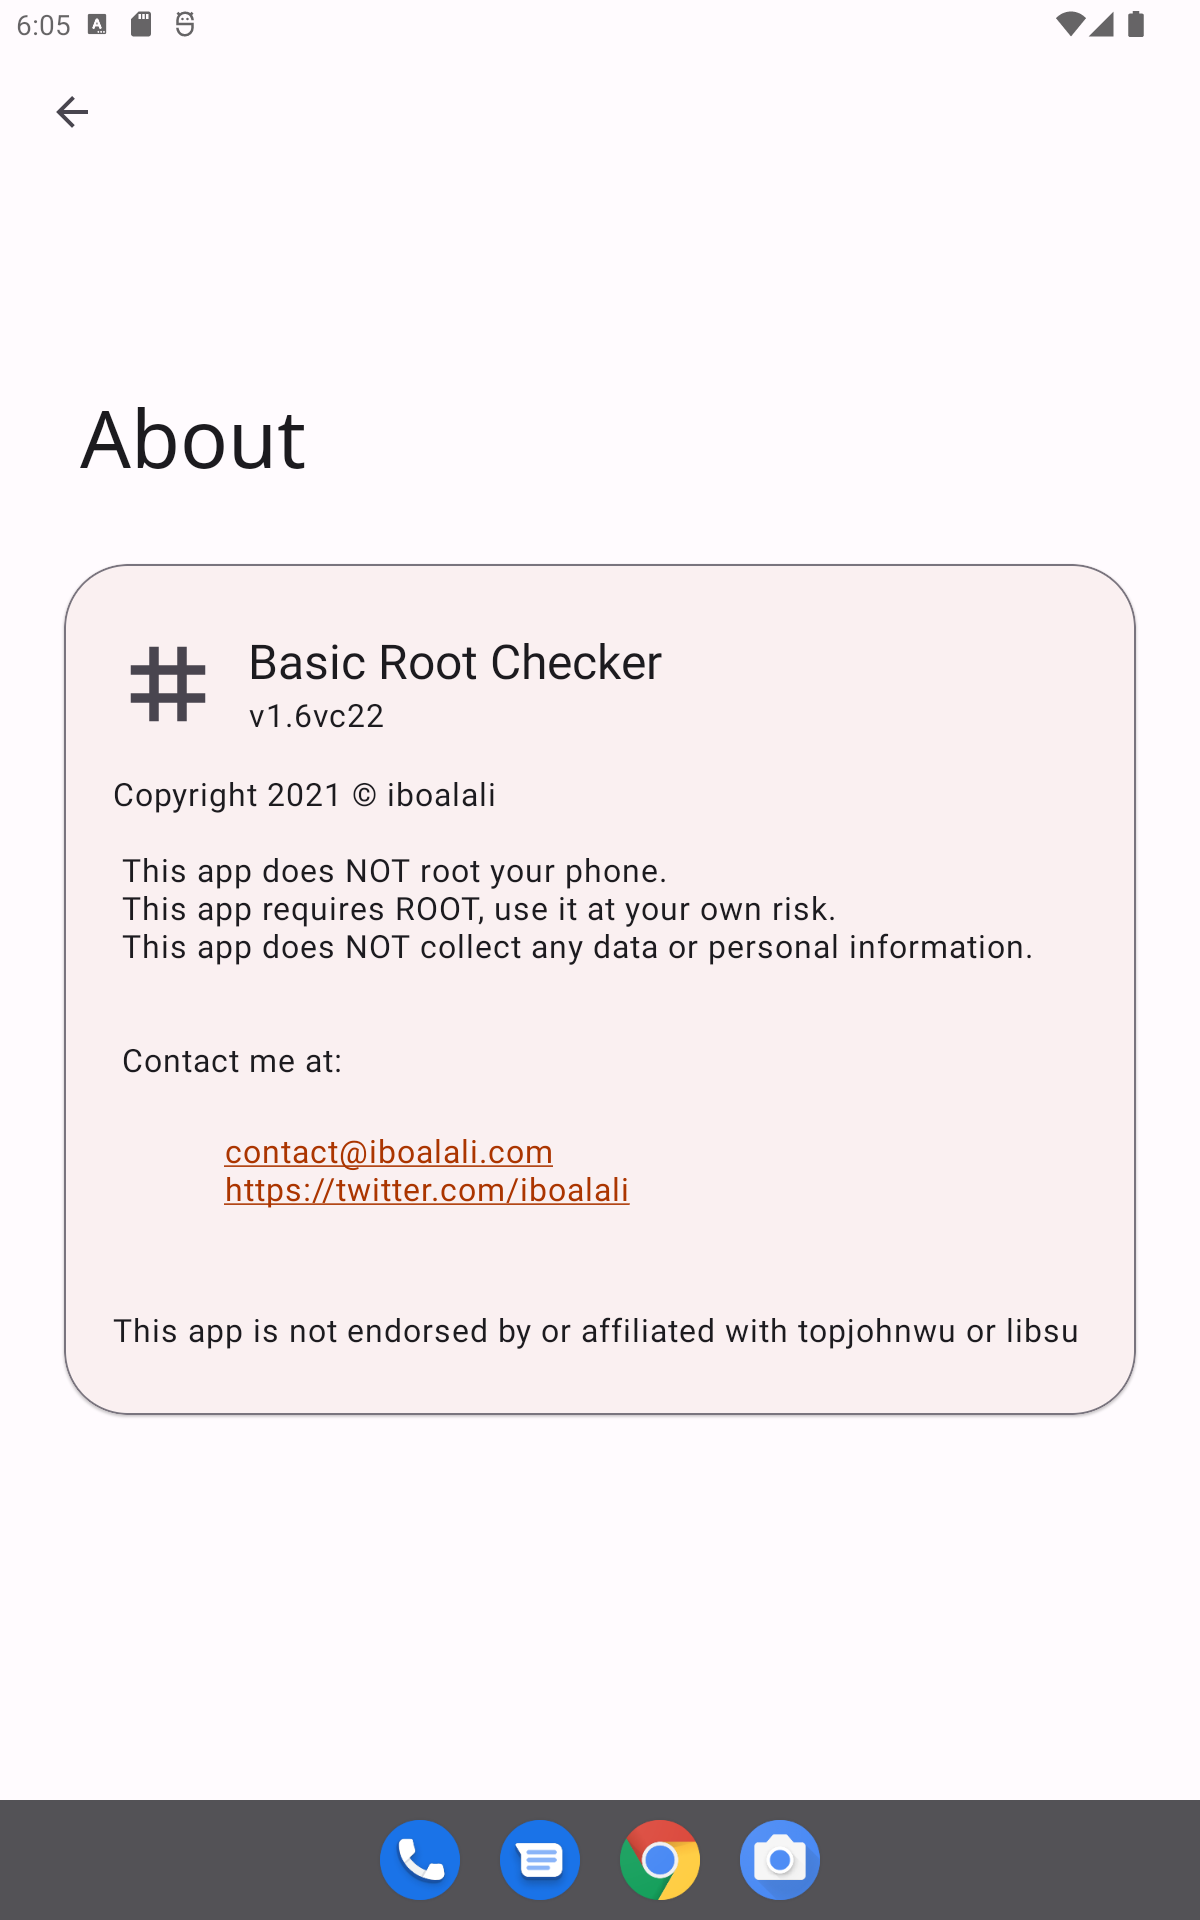 6:05
About
Basic Root Checker
v1.6vc22
Copyright 2021 © iboalali
This app does NOT root your phone.
This app requires ROOT, use it at your own risk.
This app does NOT collect any data or personal information.
Contact me at:
contact@iboalali.com
https://twitter.com/iboalali
This app is not endorsed by or affiliated with topjohnwu or libsu